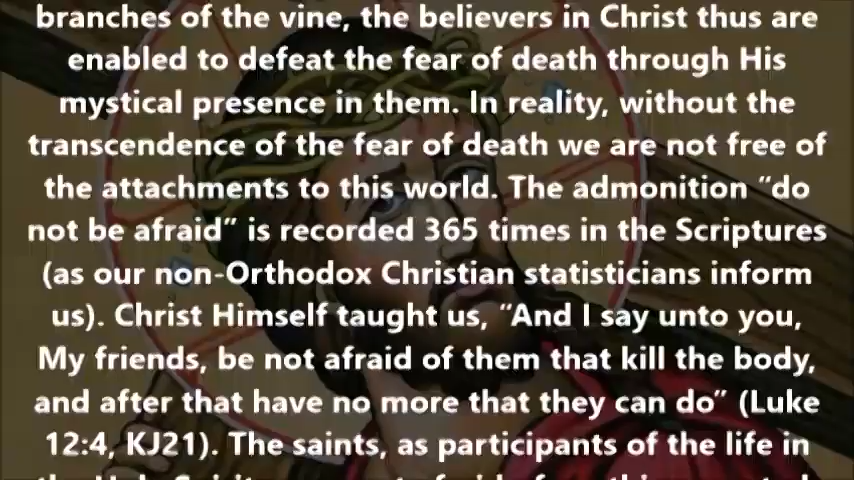 branches of the vine, the believers in Christ thus are
enabled to defeat the fear of death through His
mystical presence in them. In reality, without the
transcendence of the fear of death we are not free of
the attachments to this world. The admonition “do
not be afraid” is recorded 365 times in the Scriptures
(as our non-Orthodox Christian statisticians inform
us). Christ Himself taught us, “And I say unto you,
My friends, be not afraid of them that kill the body,
and after that have no more that they can do” (Luke
12:4, KJ21). The saints, as participants of the life in